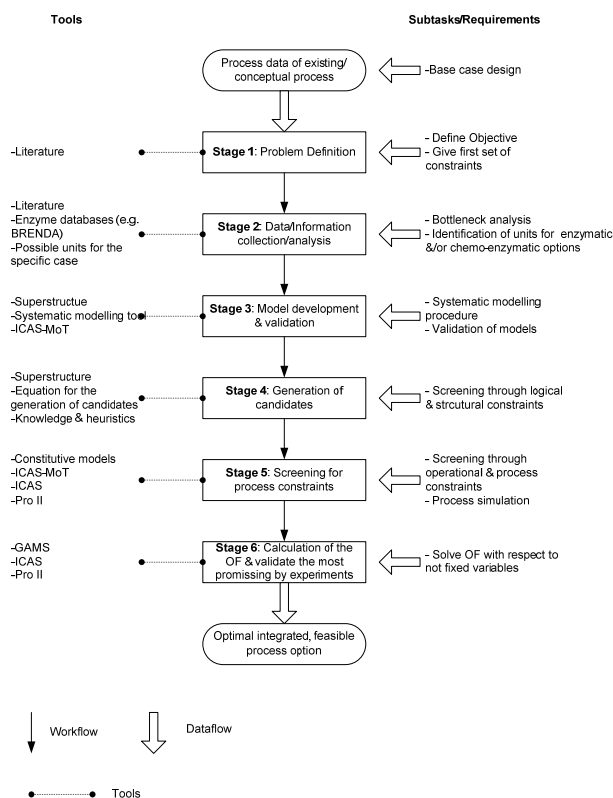 Tools
Subtasks/Requirements
Process data of existing/
conceptual process
-Base case design
-Literature
Stage 1: Problem Definition
- Define Objective
- Give first set of
constraints
-Literature
-Enzyme databases (e.g.
BRENDA)
-Possible units for the
specific case
Stage 2: Data/Information
collection/analysis
- Bottleneck analysis
- Identification of units for enzymatic
&/or chemo-enzymatic options
-Superstructue
-Systematic modelling tool
-ICAS-MoT
Stage 3: Model development
& validation
- Systematic modelling
procedure
- Validation of models
-Superstructure
-Equation for the
generation of candidates
-Knowledge & heuristics
Stage 4: Generation of
candidates
- Screening through logical
& strcutural constraints
-Constitutive models
-ICAS-MoT
-ICAS
-Pro II
Stage 5: Screening for
process constraints
- Screening through
operational & process
constraints
- Process simulation
-GAMS
-ICAS
-Pro II
Stage 6: Calculation of the
OF & validate the most
promissing by experiments
- Solve OF with respect to
not fixed variables
Optimal integrated, feasible
process option
Workflow
Dataflow
Tools